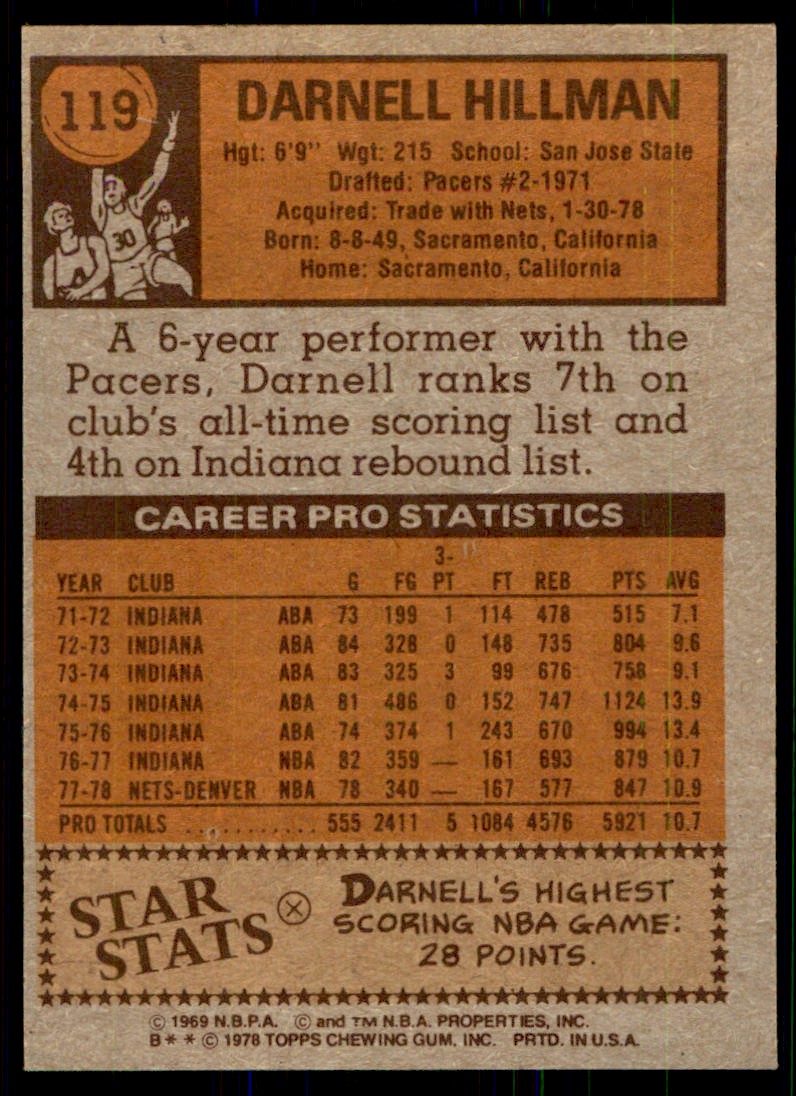 119
DARNELL HILLMAN
Hgt: 6'9" Wgt: 215 School: San Jose State
Drafted: Pacers #2-1971
Acquired: Trade with Nets, 1-30-78
Born: 8-8-49, Sacramento, California
Home: Sacramento, California
30
A 6-year performer with the
Pacers, Darnell ranks 7th on
club's all-time scoring list and
4th on Indiana rebound list.
CAREER PRO STATISTICS
YEAR CLUB G FG 3-PT FT REB PTS AVG
71-72 INDIANA ABA 73 199 1 114 478 515 7.1
72-73 INDIANA ABA 84 328 0 148 735 804 9.6
73-74 INDIANA ABA 83 325 3 99 676 758 9.1
74-75 INDIANA ABA 81 486 0 152 747 1124 13.9
75-76 INDIANA ABA 74 374 1 243 670 994 13.4
76-77 INDIANA NBA 82 359 — 161 693 879 10.7
77-78 NETS-DENVER NBA 78 340 — 167 577 847 10.9
PRO TOTALS ............ 555 2411 5 1084 4576 5921 10.7
STAR
STATS
DARNELL'S HIGHEST
SCORING NBA GAME:
28 POINTS.
© 1969 N.B.P.A. © and TM N.B.A. PROPERTIES, INC.
B* * © 1978 TOPPS CHEWING GUM, INC. PRTD. IN U.S.A.